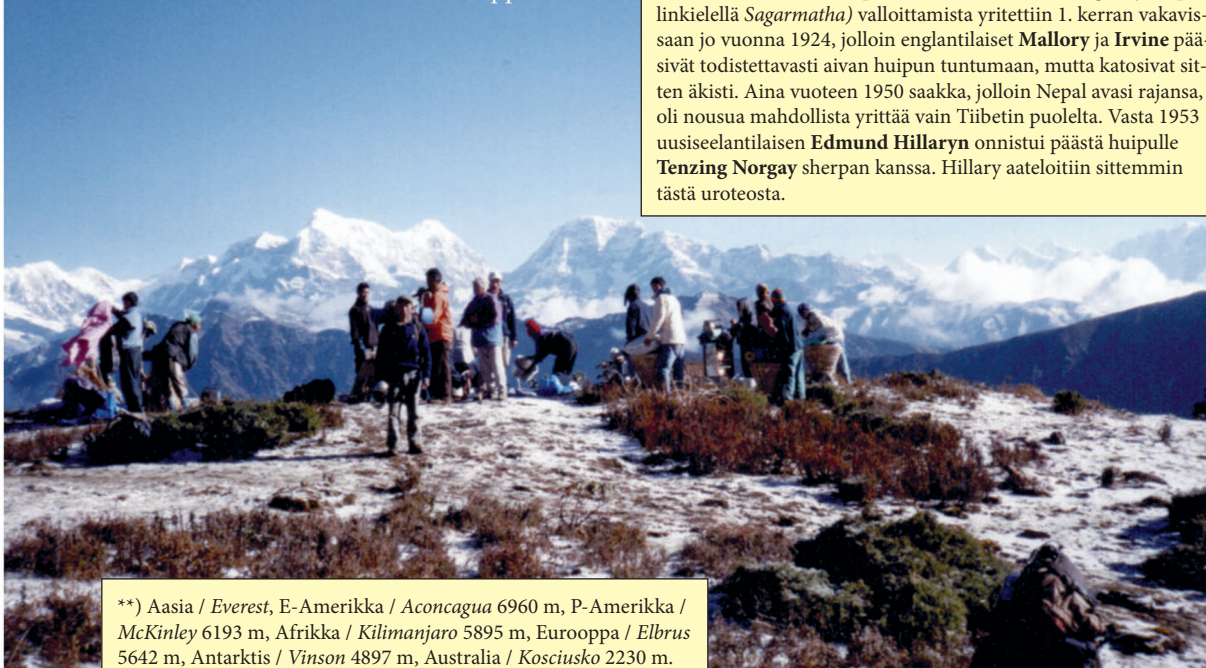 linkielellä Sagarmatha) valloittamista yritettiin 1. kerran vakavis-
saan jo vuonna 1924, jolloin englantilaiset Mallory ja Irvine pää-
sivät todistettavasti aivan huipun tuntumaan, mutta katosivat sit-
ten äkisti. Aina vuoteen 1950 saakka, jolloin Nepal avasi rajansa,
oli nousua mahdollista yrittää vain Tiibetin puolelta. Vasta 1953
uusiseelantilaisen Edmund Hillaryn onnistui päästä huipulle
Tenzing Norgay sherpan kanssa. Hillary aateloitiin sittemmin
tästä uroteosta.
**) Aasia / Everest, E-Amerikka / Aconcagua 6960 m, P-Amerikka /
McKinley 6193 m, Afrikka / Kilimanjaro 5895 m, Eurooppa / Elbrus
5642 m, Antarktis / Vinson 4897 m, Australia / Kosciusko 2230 m.